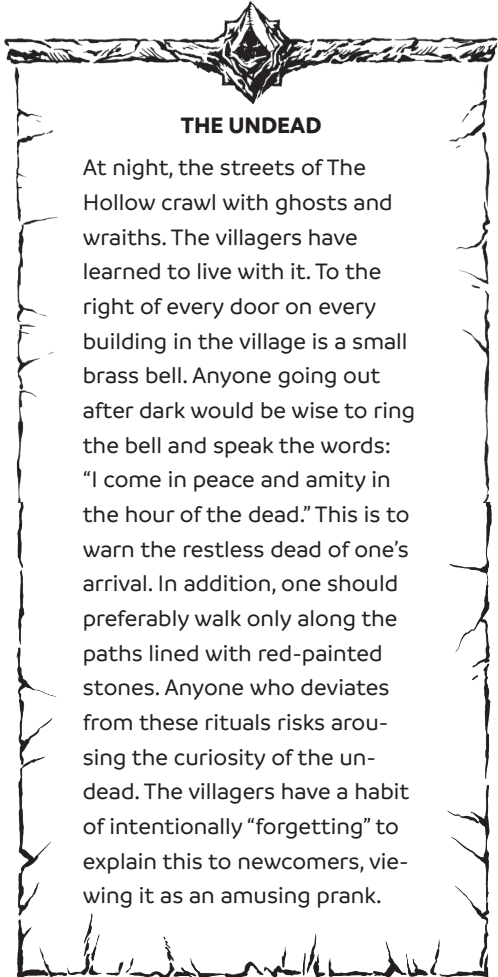 THE UNDEAD
At night, the streets of The
Hollow crawl with ghosts and
wraiths. The villagers have
learned to live with it. To the
right of every door on every
building in the village is a small
brass bell. Anyone going out
after dark would be wise to ring
the bell and speak the words:
“I come in peace and amity in
the hour of the dead.” This is to
warn the restless dead of one’s
arrival. In addition, one should
preferably walk only along the
paths lined with red-painted
stones. Anyone who deviates
from these rituals risks arou-
sing the curiosity of the un-
dead. The villagers have a habit
of intentionally “forgetting” to
explain this to newcomers, vie-
wing it as an amusing prank.